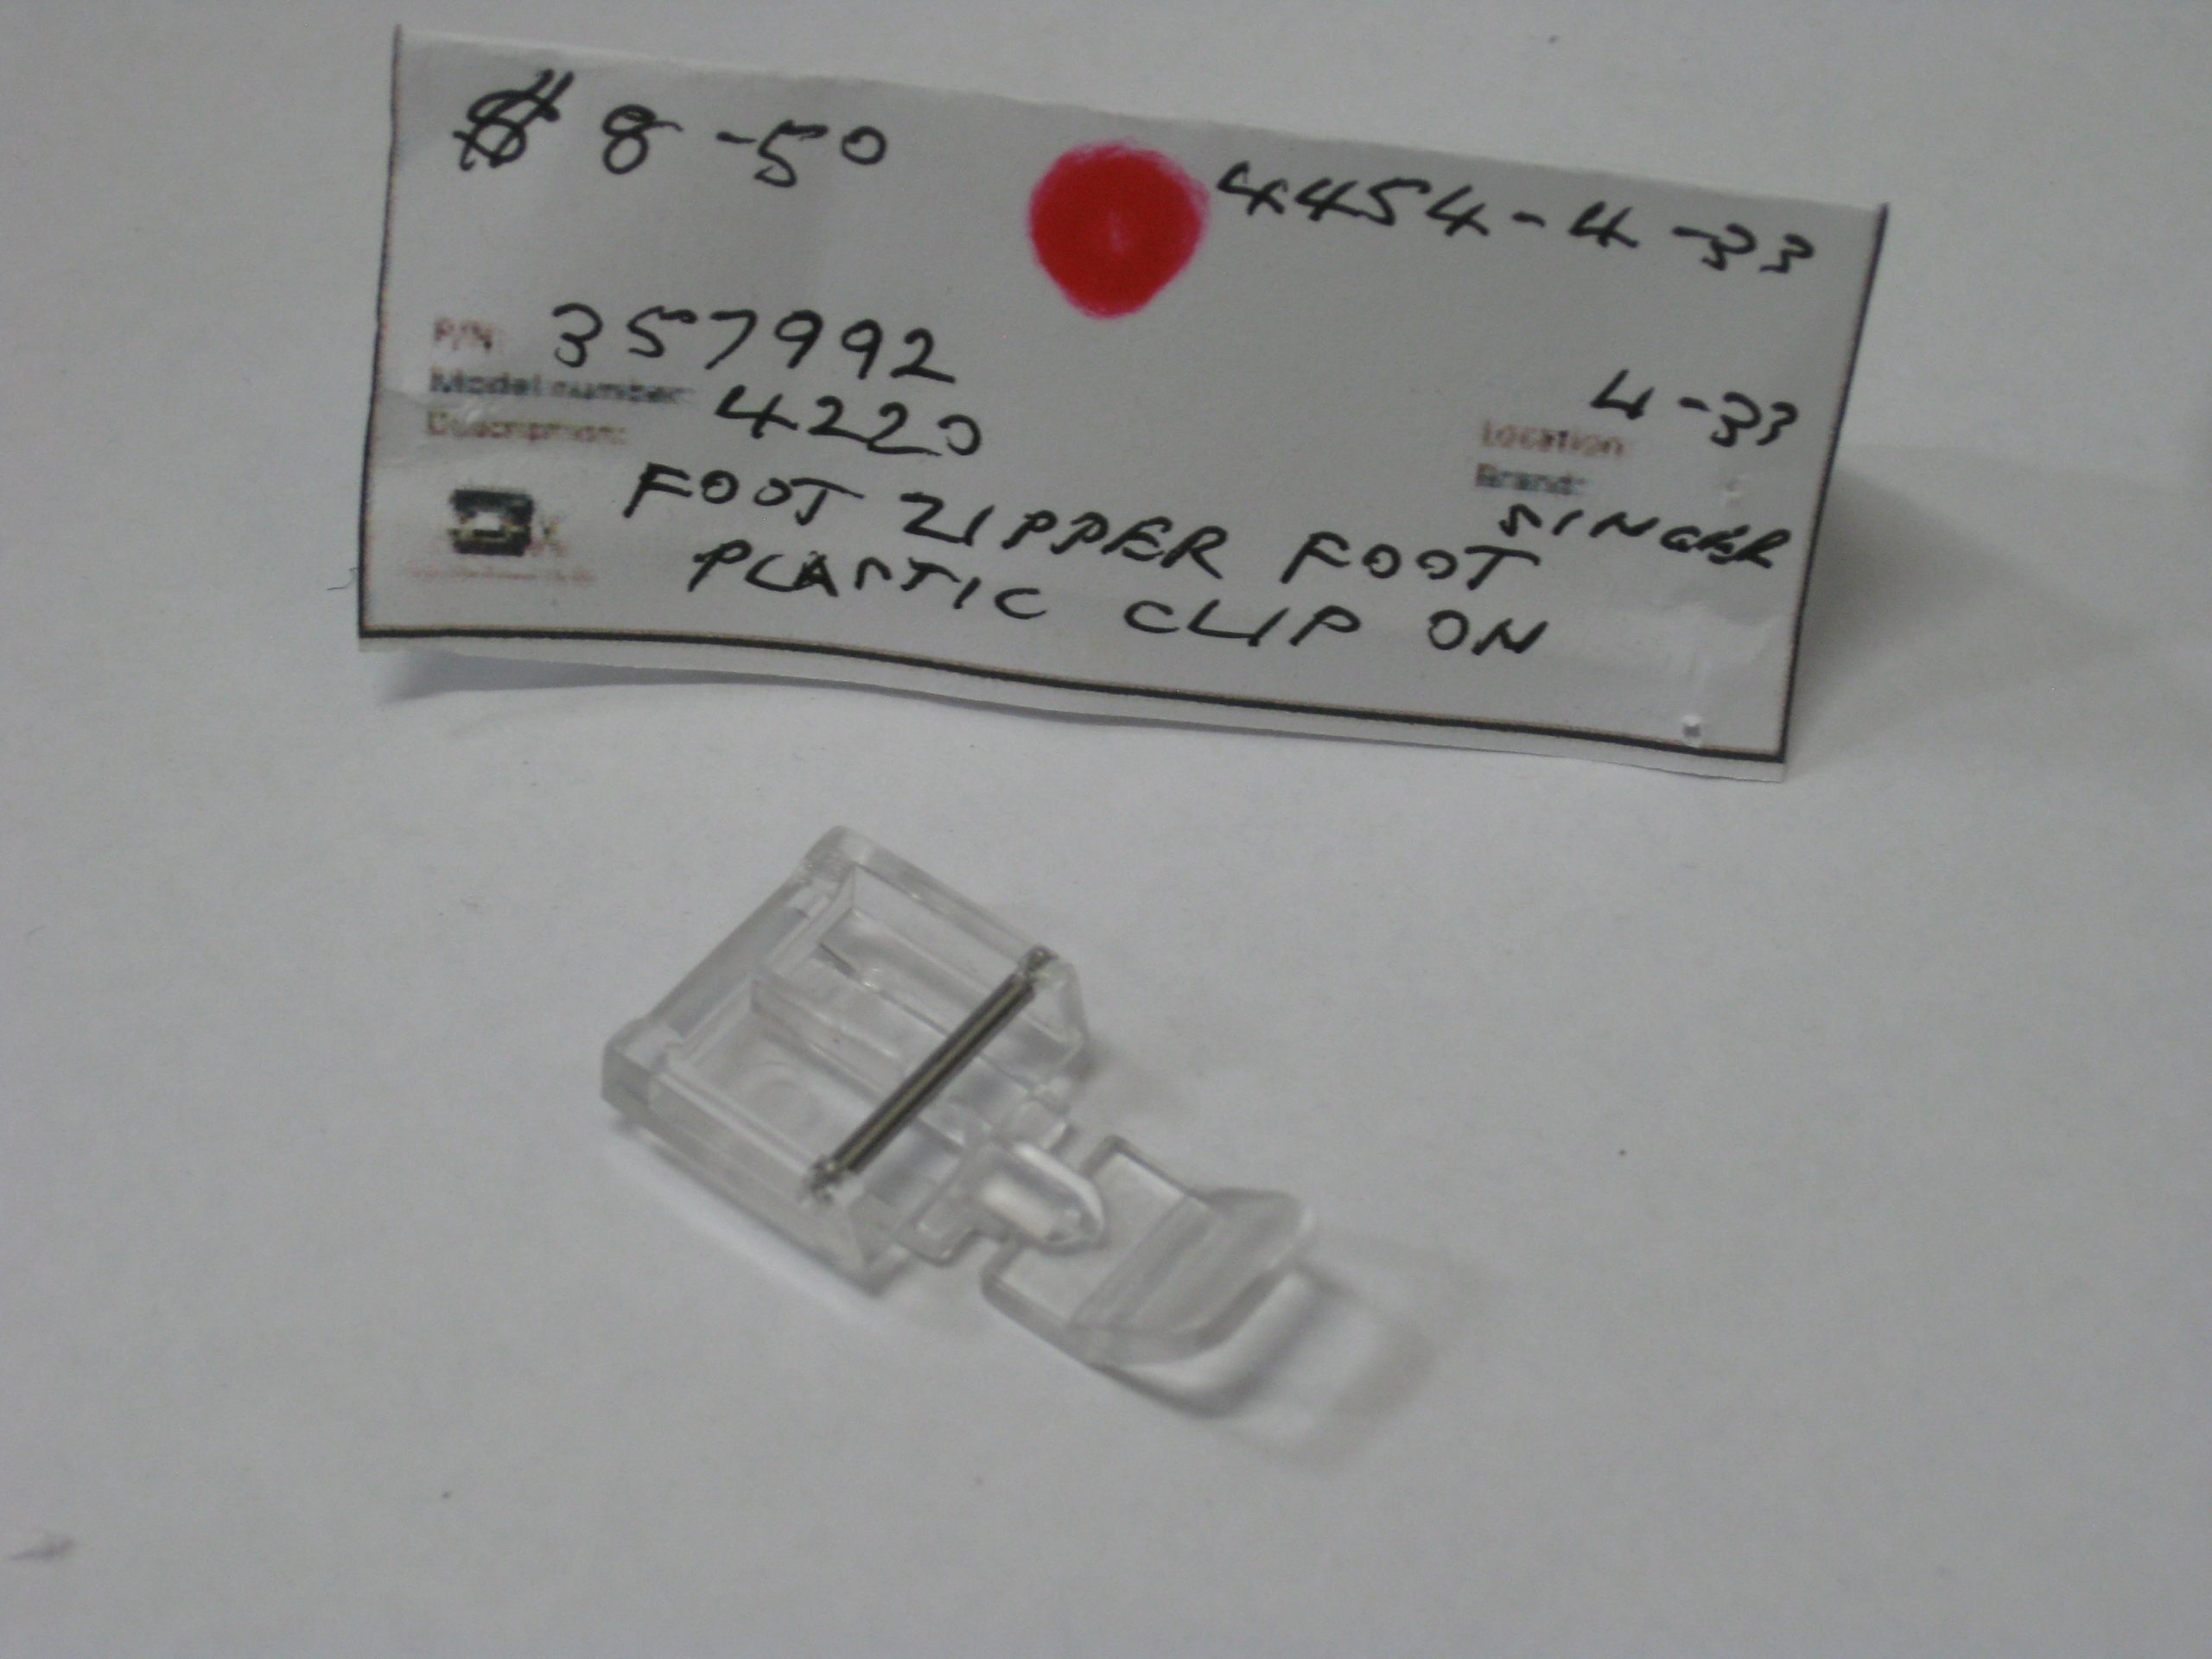 $ 8-50
4454-4-33
P/N: 357992
4-33
Model number: 4220
Location:
Description:
Brand:
SINGER
FOOT ZIPPER FOOT
PLASTIC CLIP ON